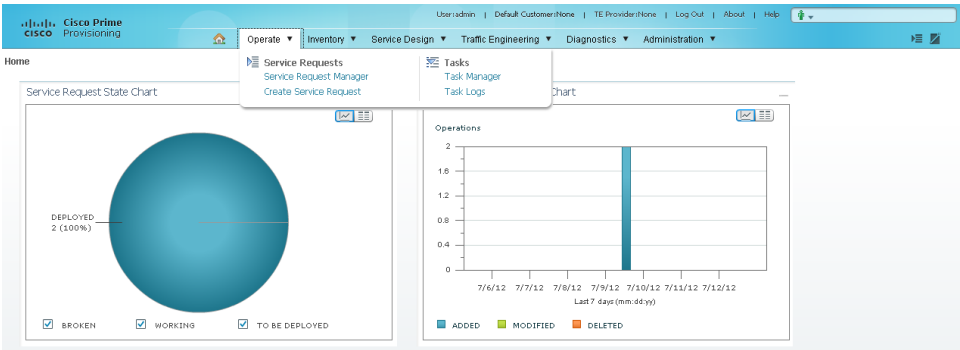 User:admin | Default Customer:None | TE Provider:None | Log Out | About | Help
cisco Cisco Prime
Provisioning
Operate ▼ Inventory ▼ Service Design ▼ Traffic Engineering ▼ Diagnostics ▼ Administration ▼
Home
Service Requests
Service Request Manager
Create Service Request
Tasks
Task Manager
Task Logs
Service Request State Chart
DEPLOYED
2 (100%)
BROKEN WORKING TO BE DEPLOYED
Chart
Operations
2
1.6
1.2
0.8
0.4
0
7/6/12 7/7/12 7/8/12 7/9/12 7/10/12 7/11/12 7/12/12
Last 7 days (mm:dd:yy)
ADDED MODIFIED DELETED